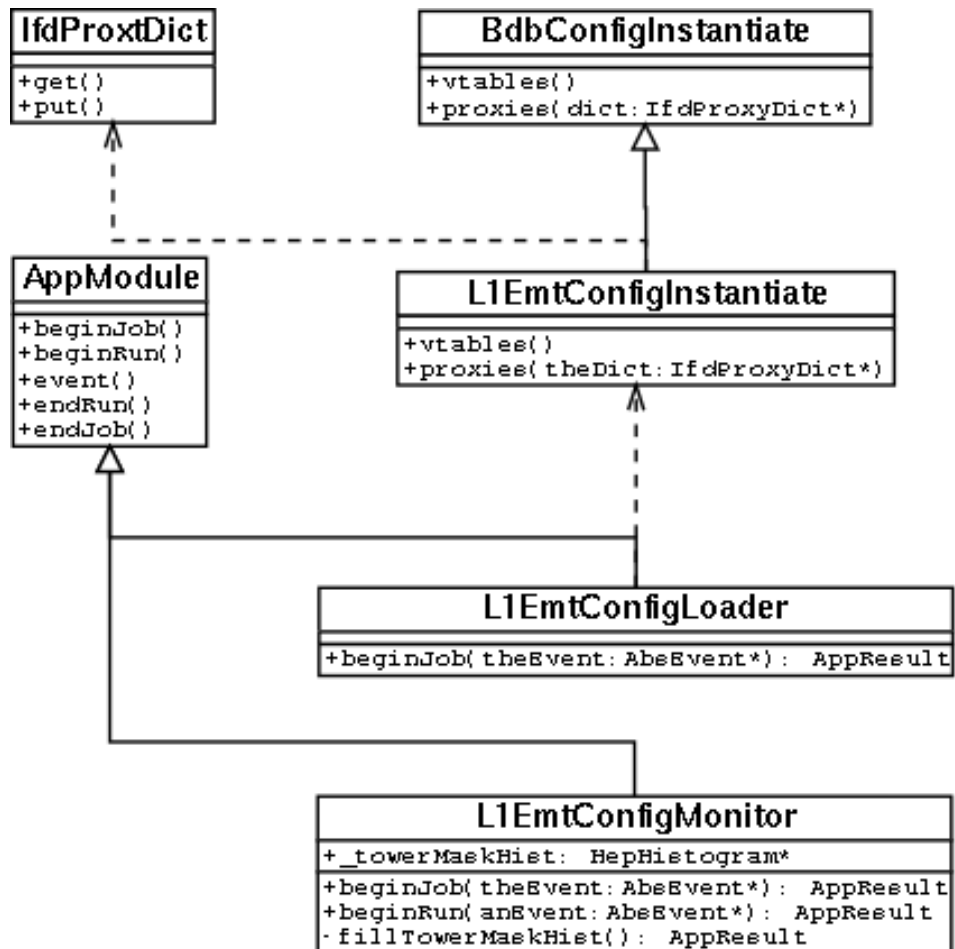 IfdProxtDict
+get()
+put()
BdbConfigInstantiate
+vtables()
+proxies(dict:IfdProxyDict*)
AppModule
+beginJob()
+beginRun()
+event()
+endRun()
+endJob()
L1EmtConfigInstantiate
+vtables()
+proxies(theDict:IfdProxyDict*)
L1EmtConfigLoader
+beginJob(theEvent:AbsEvent*): AppResult
L1EmtConfigMonitor
+_towerMaskHist: HepHistogram*
+beginJob(theEvent:AbsEvent*): AppResult
+beginRun(anEvent:AbsEvent*): AppResult
-fillTowerMaskHist(): AppResult